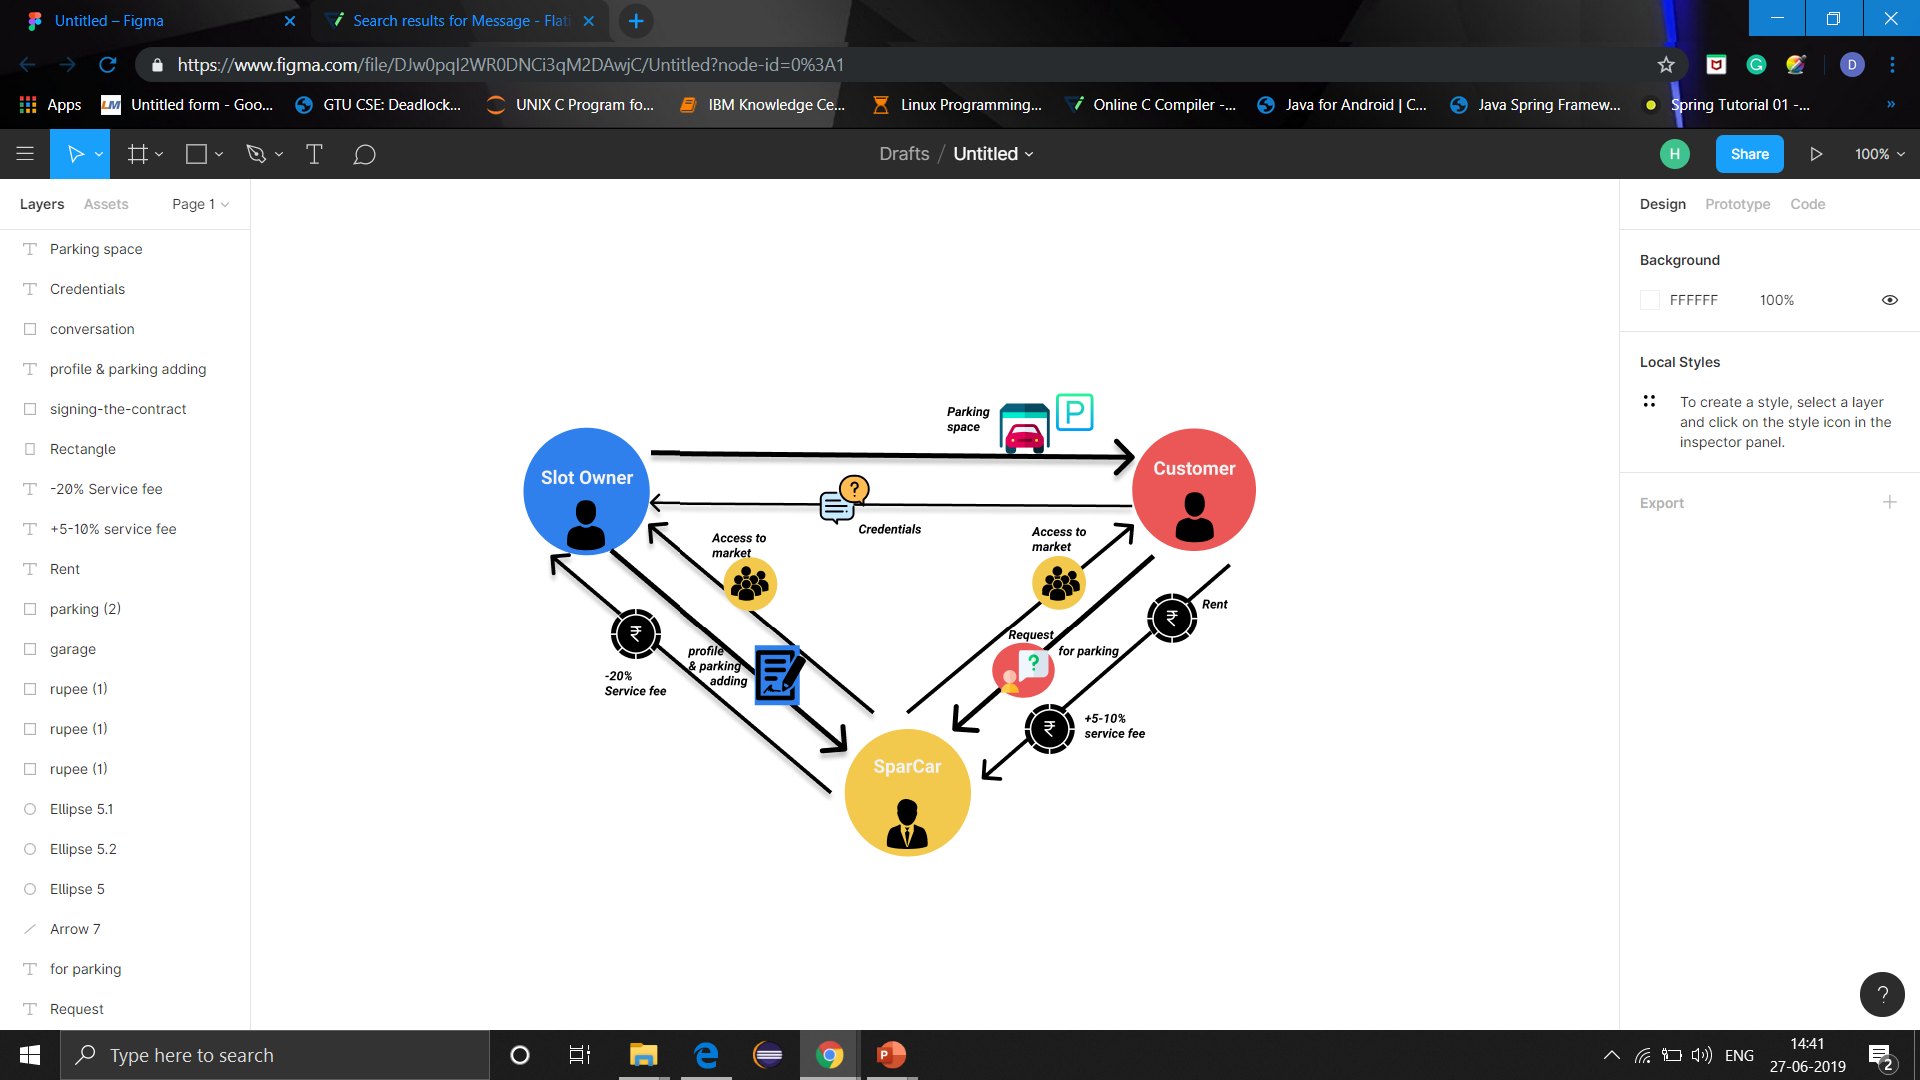 Untitled – Figma
Search results for Message - Flati
https://www.figma.com/file/DJw0pqI2WR0DNCi3qM2DAwjC/Untitled?node-id=0%3A1
D
Apps
LM
Untitled form - Goo...
GTU CSE: Deadlock...
UNIX C Program fo...
IBM Knowledge Ce...
Linux Programming...
Online C Compiler -...
Java for Android | C...
Java Spring Framew...
Spring Tutorial 01 -...
»
T
Drafts / Untitled
H
Share
100%
Layers
Assets
Page 1
Parking space
Credentials
conversation
profile & parking adding
signing-the-contract
Rectangle
-20% Service fee
+5-10% service fee
Rent
parking (2)
garage
rupee (1)
rupee (1)
rupee (1)
Ellipse 5.1
Ellipse 5.2
Ellipse 5
Arrow 7
for parking
Request
Parking
space
P
Slot Owner
Customer
?
Credentials
Access to
market
Access to
market
₹
-20%
Service fee
profile
& parking
adding
Request
for parking
?
₹
Rent
₹
+5-10%
service fee
SparCar
Design
Prototype
Code
Background
FFFFFF
100%
Local Styles
To create a style, select a layer
and click on the style icon in the
inspector panel.
Export
?
Type here to search
P
ENG
14:41
27-06-2019
2